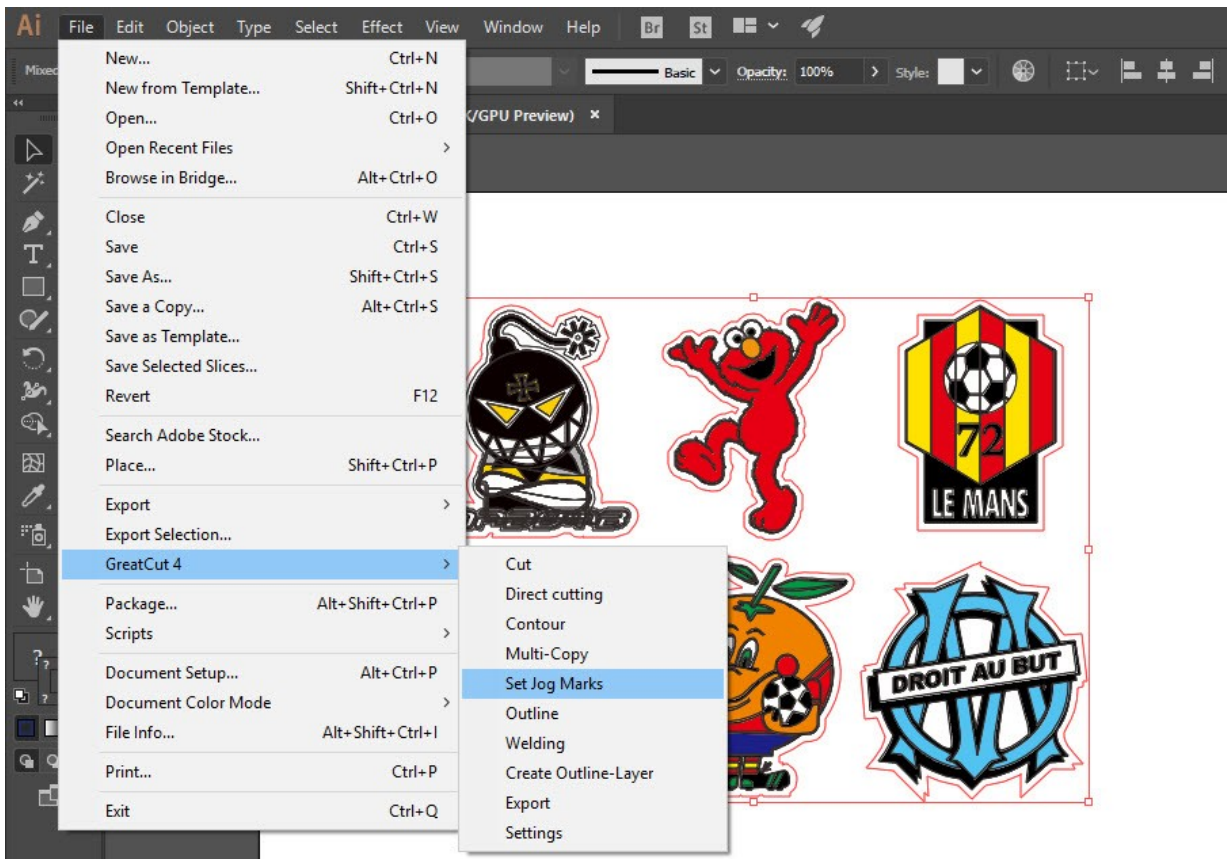 Ai File Edit Object Type Select Effect View Window Help Br St
Mixed Basic Opacity: 100% Style:
/GPU Preview) ×
New... Ctrl+N
New from Template... Shift+Ctrl+N
Open... Ctrl+O
Open Recent Files
Browse in Bridge... Alt+Ctrl+O
Close Ctrl+W
Save Ctrl+S
Save As... Shift+Ctrl+S
Save a Copy... Alt+Ctrl+S
Save as Template...
Save Selected Slices...
Revert F12
Search Adobe Stock...
Place... Shift+Ctrl+P
Export
Export Selection...
GreatCut 4
Package... Alt+Shift+Ctrl+P
Scripts
Document Setup... Alt+Ctrl+P
Document Color Mode
File Info... Alt+Shift+Ctrl+I
Print... Ctrl+P
Exit Ctrl+Q
Cut
Direct cutting
Contour
Multi-Copy
Set Jog Marks
Outline
Welding
Create Outline-Layer
Export
Settings
72
LE MANS
DROIT AU BUT